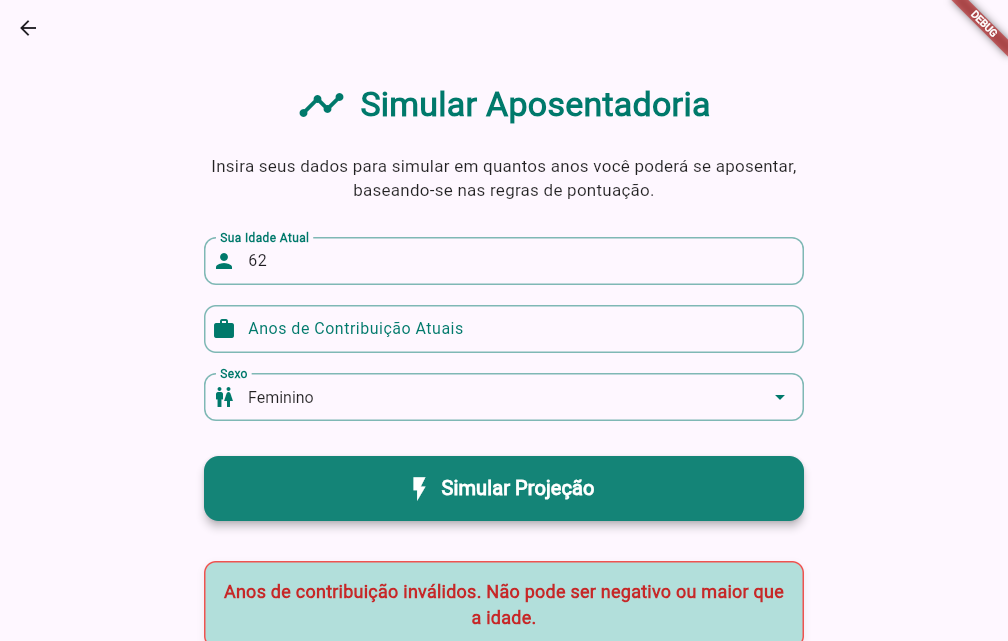 DEBUG
Simular Aposentadoria
Insira seus dados para simular em quantos anos você poderá se aposentar,
baseando-se nas regras de pontuação.
Sua Idade Atual
62
Anos de Contribuição Atuais
Sexo
Feminino
Simular Projeção
Anos de contribuição inválidos. Não pode ser negativo ou maior que
a idade.